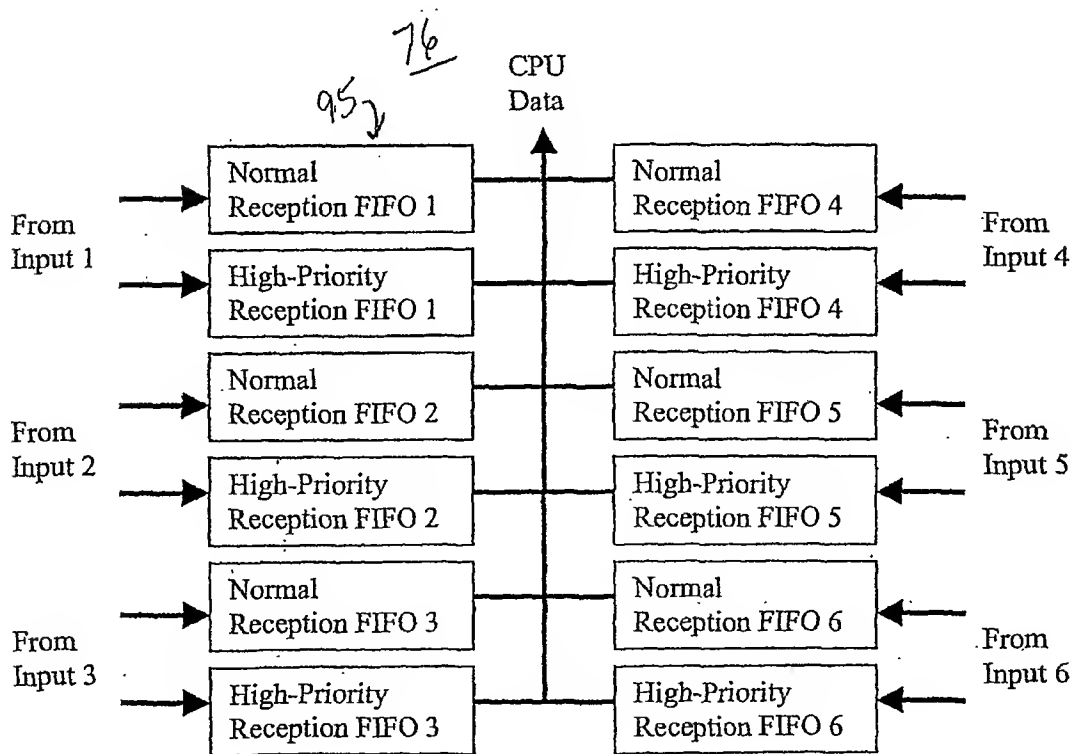 76
95
CPU
Data
Normal
Reception FIFO 1
Normal
Reception FIFO 4
From
Input 1
From
Input 4
High-Priority
Reception FIFO 1
High-Priority
Reception FIFO 4
Normal
Reception FIFO 2
Normal
Reception FIFO 5
From
Input 2
From
Input 5
High-Priority
Reception FIFO 2
High-Priority
Reception FIFO 5
Normal
Reception FIFO 3
Normal
Reception FIFO 6
From
Input 3
From
Input 6
High-Priority
Reception FIFO 3
High-Priority
Reception FIFO 6